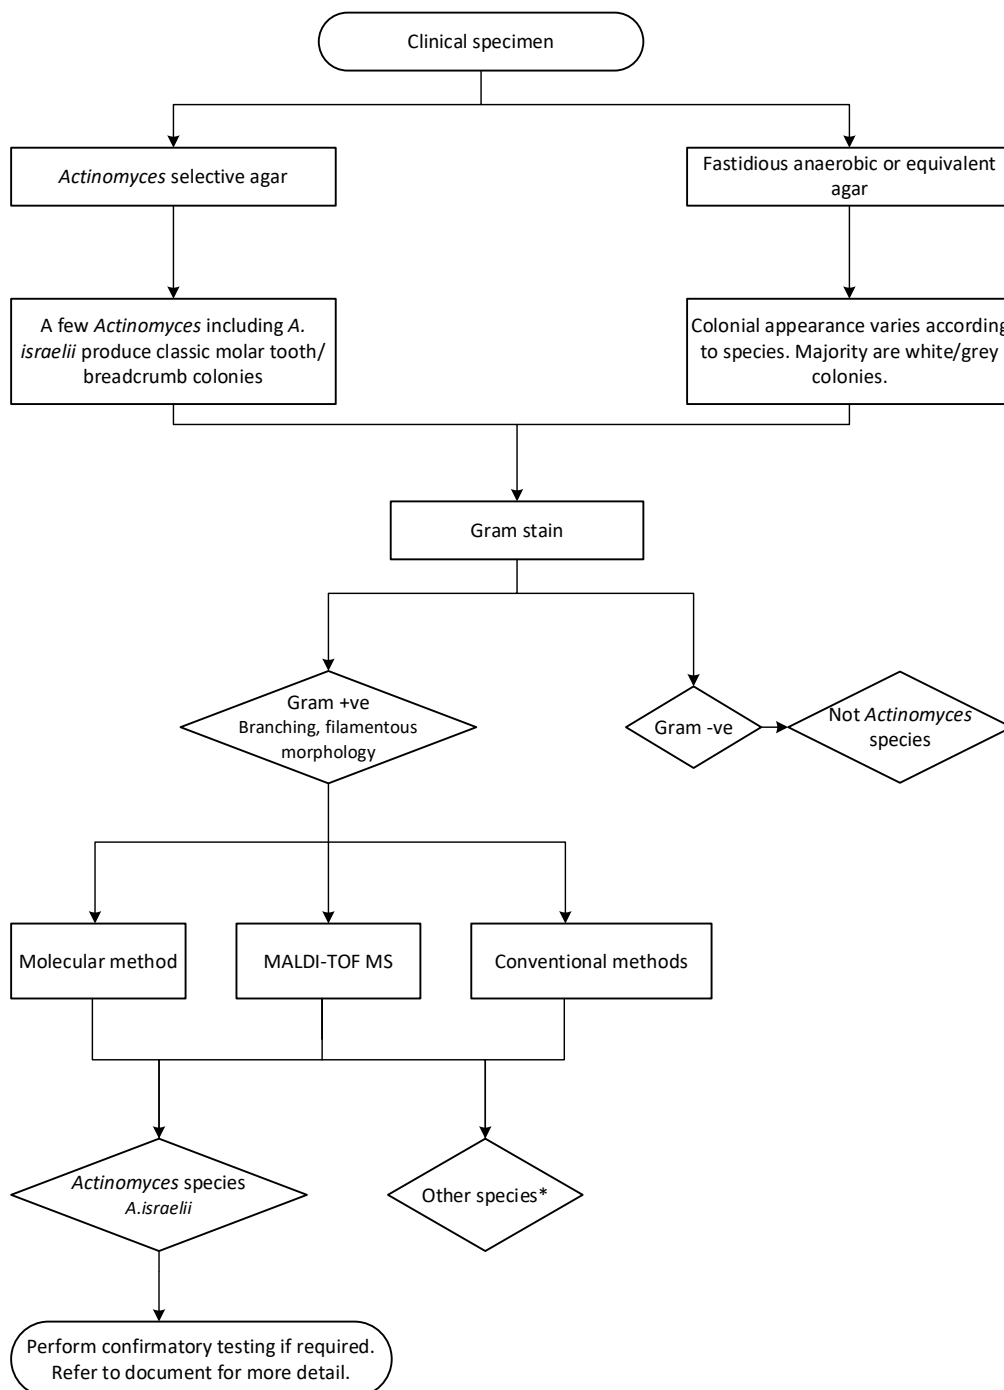 Clinical specimen
Actinomyces selective agar
Fastidious anaerobic or equivalent
agar
A few Actinomyces including A.
israelii produce classic molar tooth/
breadcrumb colonies
Colonial appearance varies according
to species. Majority are white/grey
colonies.
Gram stain
Gram +ve
Branching, filamentous
morphology
Gram -ve
Not Actinomyces
species
Molecular method
MALDI-TOF MS
Conventional methods
Actinomyces species
A.israelii
Other species*
Perform confirmatory testing if required.
Refer to document for more detail.